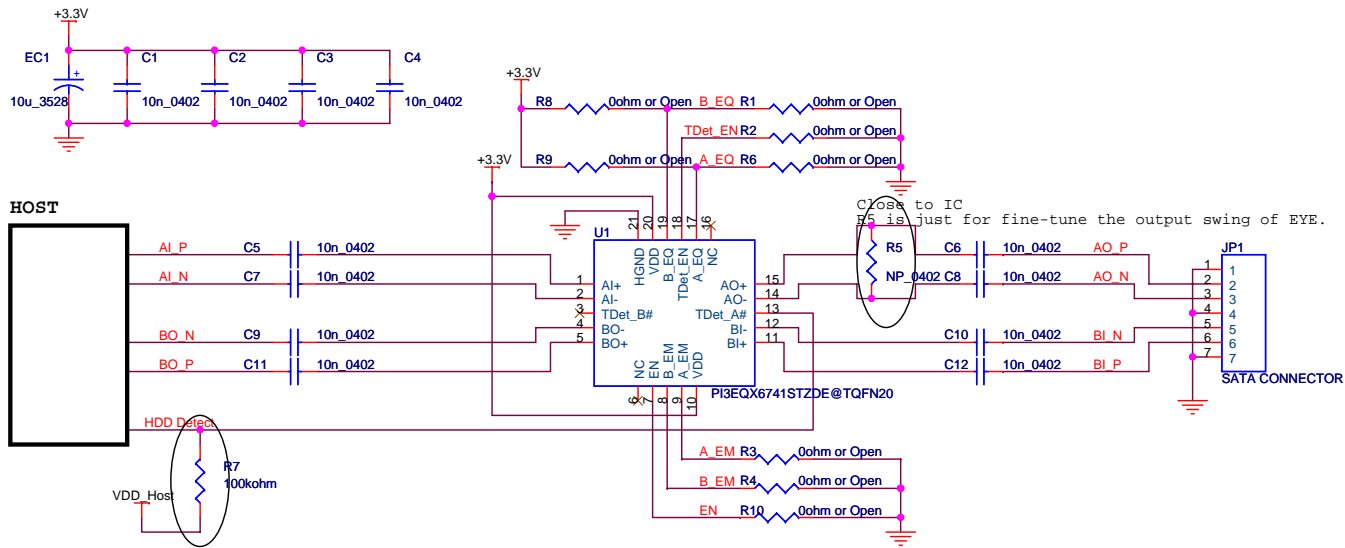 +3.3V
EC1 C1 C2 C3 C4
10u_3528 10n_0402 10n_0402 10n_0402 10n_0402
+
+3.3V
R8 0ohm or Open B_EQ R1 0ohm or Open
TDet_EN R2 0ohm or Open
R9 0ohm or Open A_EQ R6 0ohm or Open
+3.3V
Close to IC
R5 is just for fine-tune the output swing of EYE.
HOST
U1
21 20 19 18 17 16
HGND VDD B_EQ TDet_EN A_EQ NC
AI_P C5 10n_0402
AI_N C7 10n_0402
BO_N C9 10n_0402
BO_P C11 10n_0402
1 AI+
2 AI-
3 TDet_B#
4 BO-
5 BO+
AO+ 15
AO- 14
TDet_A# 13
BI- 12
BI+ 11
NC EN B_EM A_EM VDD
6 7 8 9 10
PI3EQX6741STZDE@TQFN20
R5
NP_0402
C6 10n_0402 AO_P
C8 10n_0402 AO_N
C10 10n_0402 BI_N
C12 10n_0402 BI_P
JP1
1 1
2 2
3 3
4 4
5 5
6 6
7 7
SATA CONNECTOR
HDD Detect
R7
100kohm
VDD_Host
A_EM R3 0ohm or Open
B_EM R4 0ohm or Open
EN R10 0ohm or Open